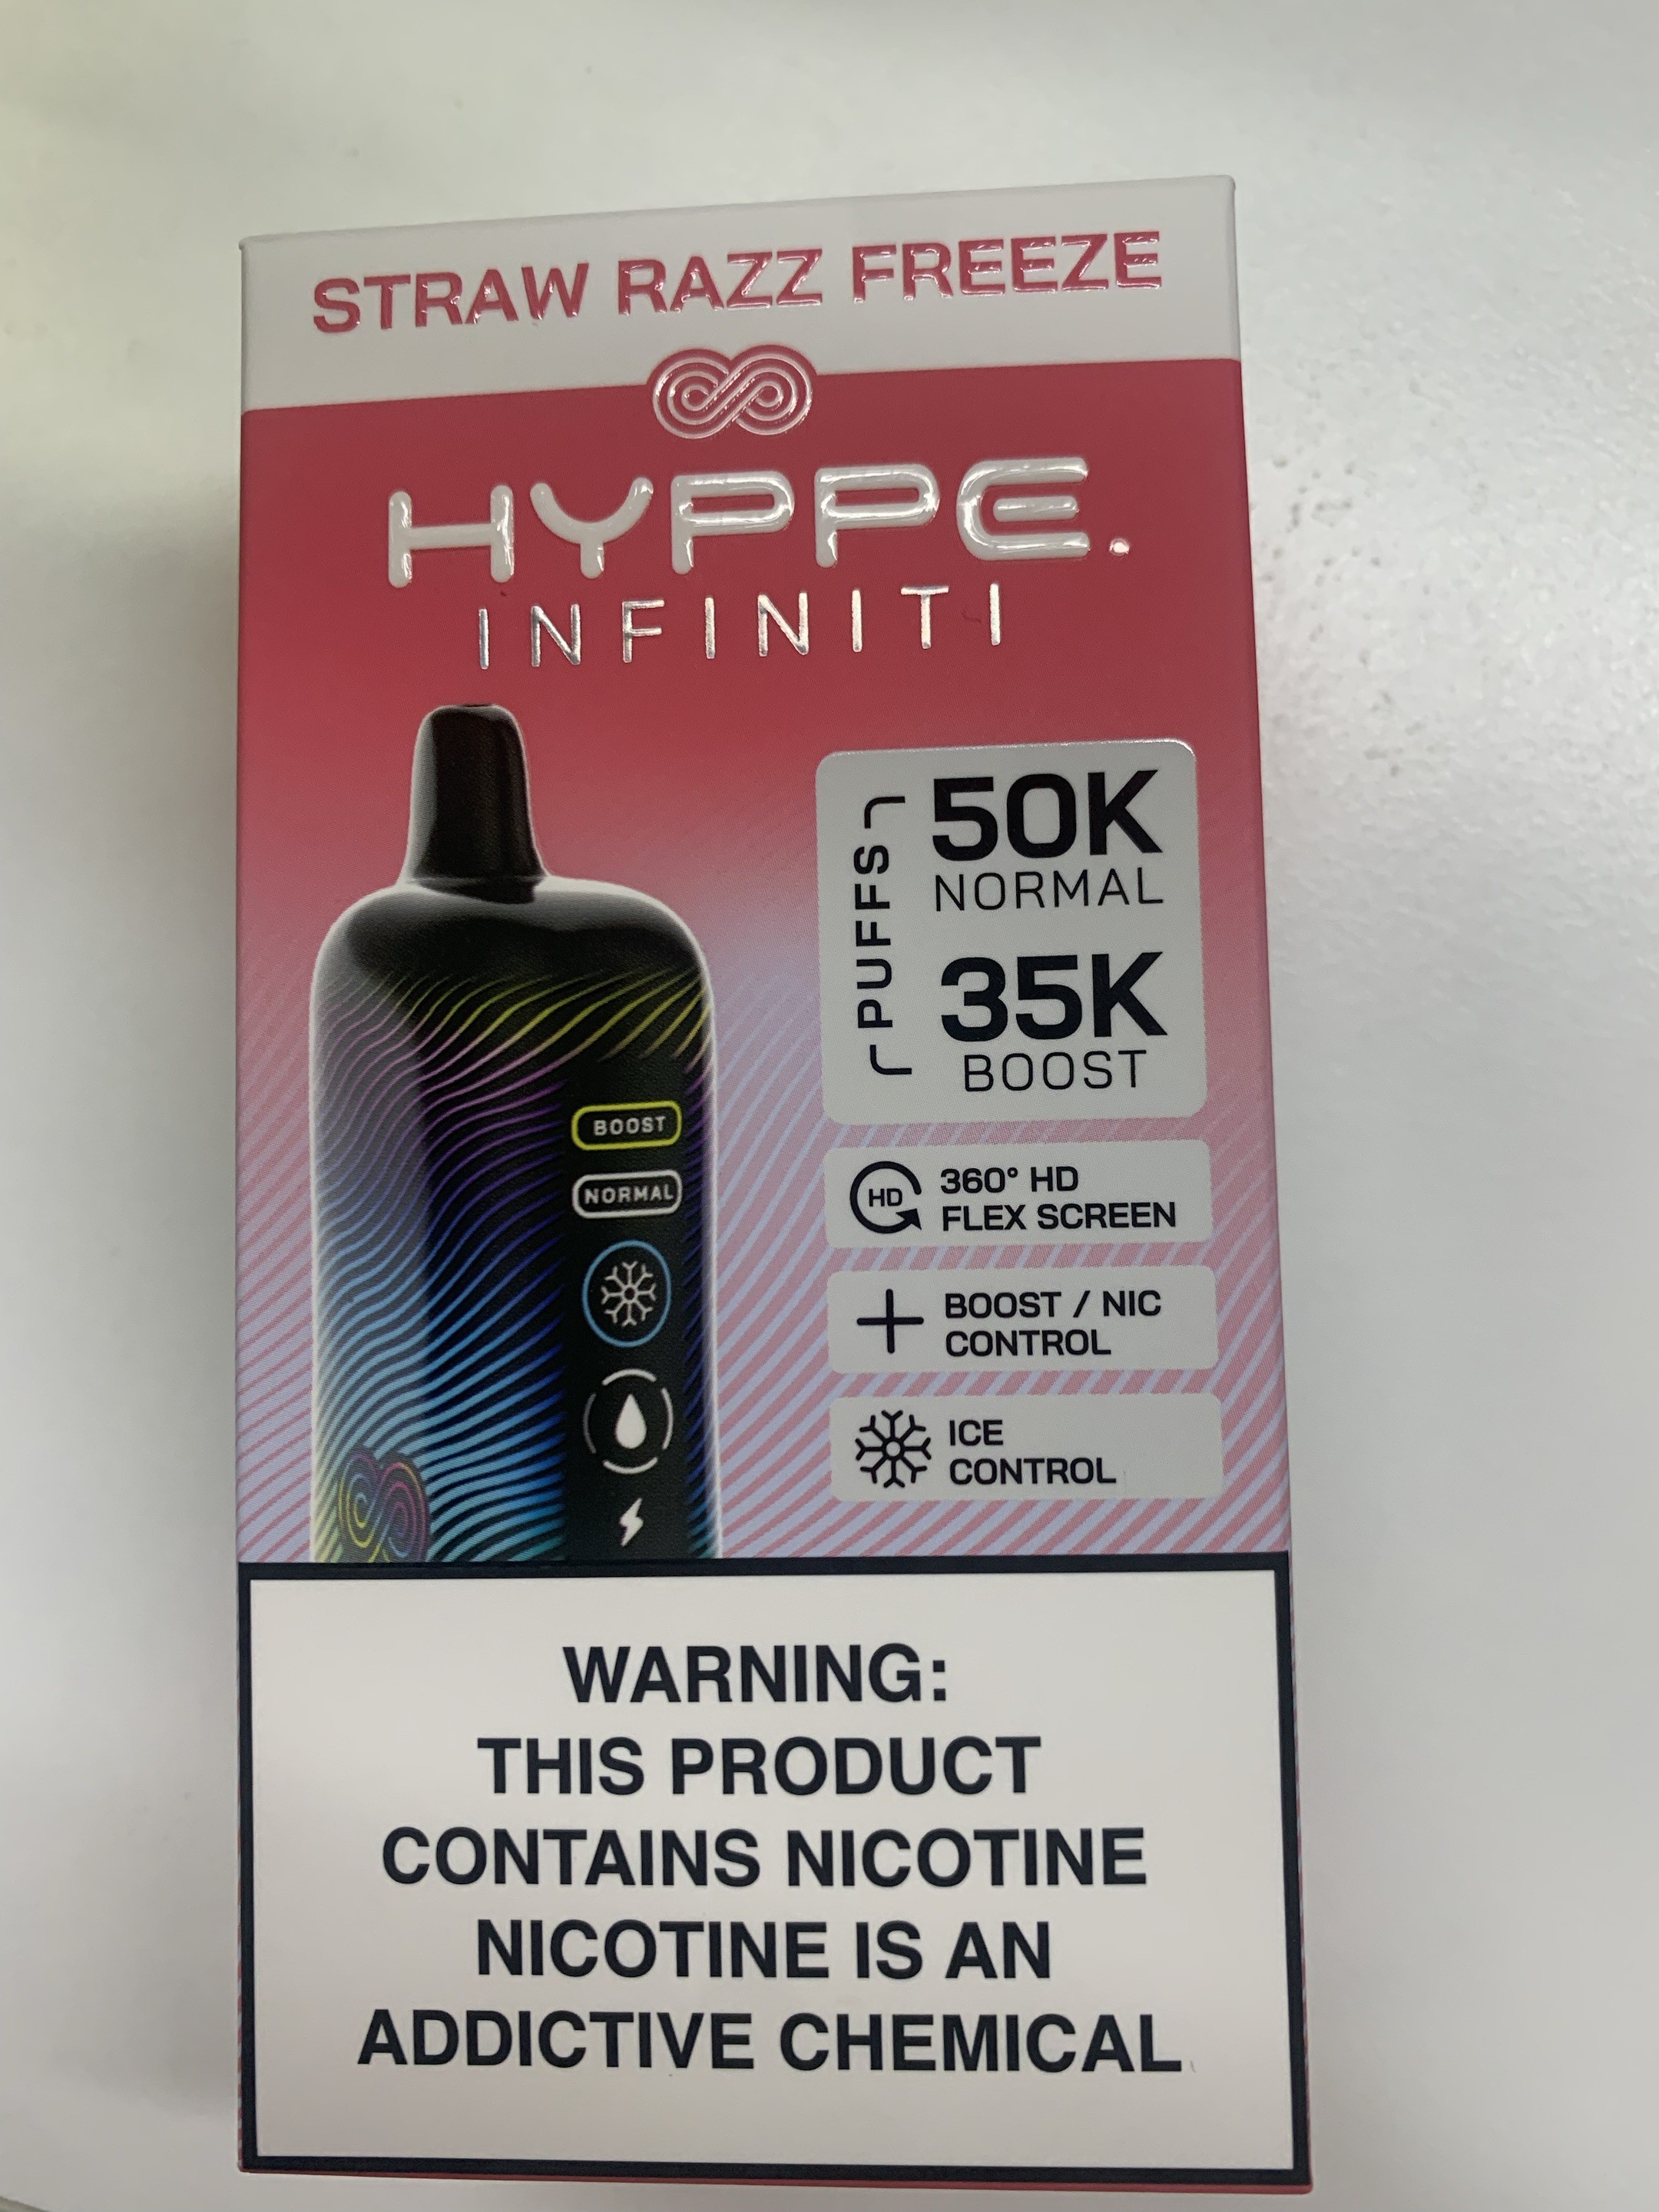 STRAW RAZZ FREEZE
HYPPE.
INFINITI
PUFFS
50K
NORMAL
35K
BOOST
BOOST
NORMAL
HD
360° HD
FLEX SCREEN
BOOST / NIC
CONTROL
ICE
CONTROL
WARNING:
THIS PRODUCT
CONTAINS NICOTINE
NICOTINE IS AN
ADDICTIVE CHEMICAL